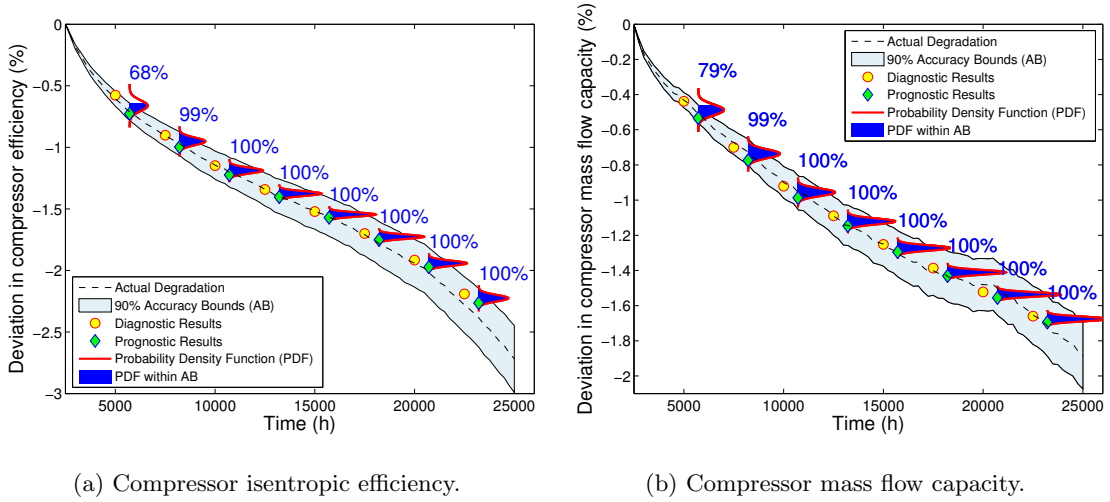 0
−0.5
−1
−1.5
−2
−2.5
−3
5000 10000 15000 20000 25000
Time (h)
Deviation in compressor efficiency (%)
68%
99%
100%
100%
100%
100%
100%
100%
Actual Degradation
90% Accuracy Bounds (AB)
Diagnostic Results
Prognostic Results
Probability Density Function (PDF)
PDF within AB
(a) Compressor isentropic efficiency.
0
−0.2
−0.4
−0.6
−0.8
−1
−1.2
−1.4
−1.6
−1.8
−2
5000 10000 15000 20000 25000
Time (h)
Deviation in compressor mass flow capacity (%)
79%
99%
100%
100%
100%
100%
100%
100%
Actual Degradation
90% Accuracy Bounds (AB)
Diagnostic Results
Prognostic Results
Probability Density Function (PDF)
PDF within AB
(b) Compressor mass flow capacity.